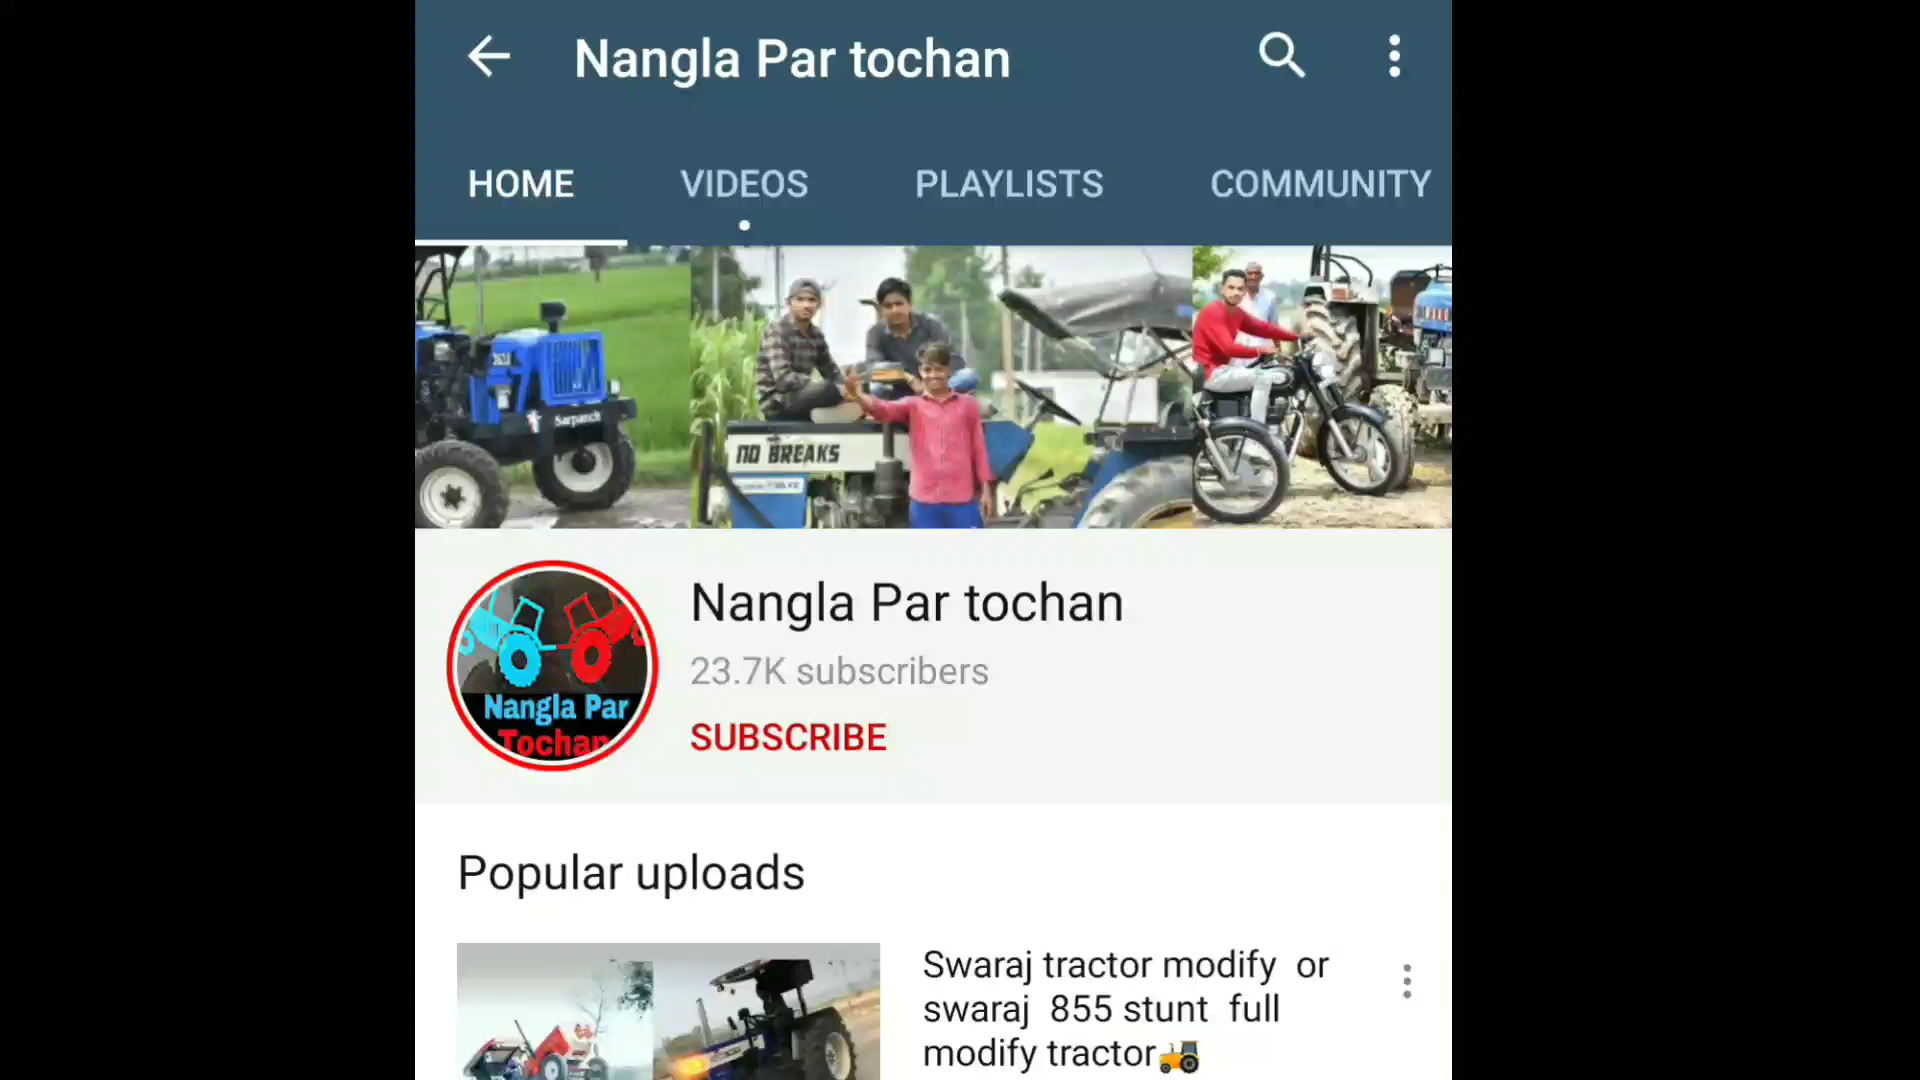 Nangla Par tochan
HOME
VIDEOS
PLAYLISTS
COMMUNITY
Sarpanch
NO BREAKS
Nangla Par
Tochan
Nangla Par tochan
23.7K subscribers
SUBSCRIBE
Popular uploads
Swaraj tractor modify or
swaraj 855 stunt full
modify tractor🚜